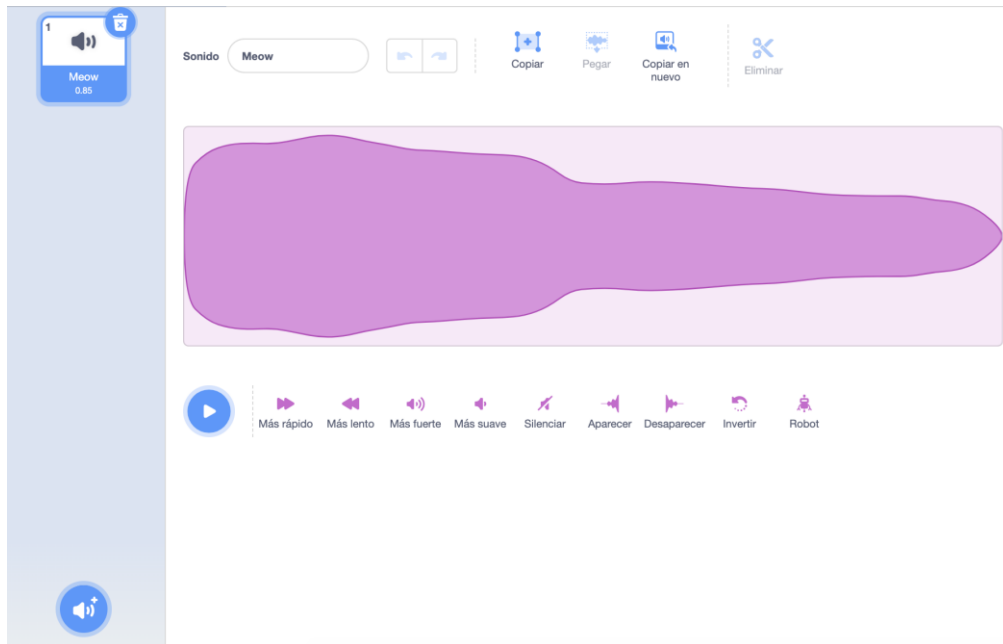 1
Meow
0.85
Sonido Meow
Copiar
Pegar
Copiar en
nuevo
Eliminar
Más rápido
Más lento
Más fuerte
Más suave
Silenciar
Aparecer
Desaparecer
Invertir
Robot